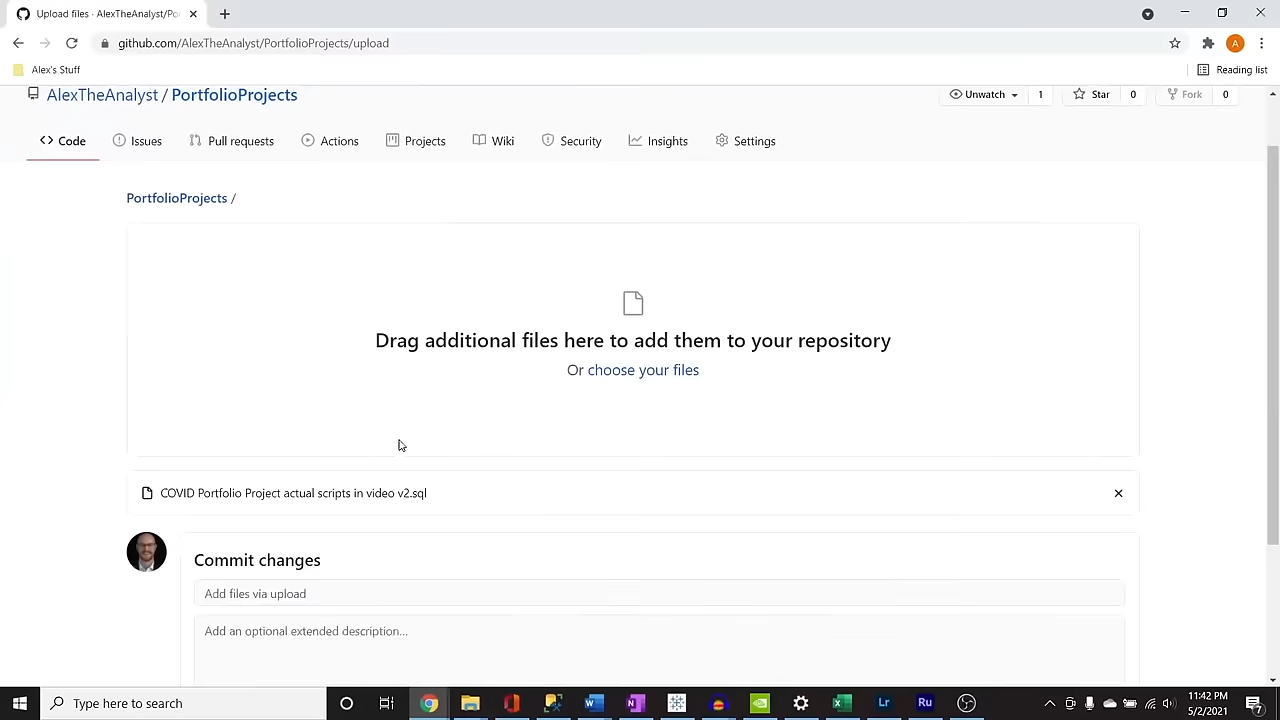 Upload files · AlexTheAnalyst/Po
github.com/AlexTheAnalyst/PortfolioProjects/upload
A
Alex's Stuff
Reading list
AlexTheAnalyst / PortfolioProjects
Unwatch 1
Star 0
Fork 0
Code
Issues
Pull requests
Actions
Projects
Wiki
Security
Insights
Settings
PortfolioProjects /
Drag additional files here to add them to your repository
Or choose your files
COVID Portfolio Project actual scripts in video v2.sql
Commit changes
Add files via upload
Add an optional extended description...
Type here to search
Lr
Ru
11:42 PM
5/2/2021